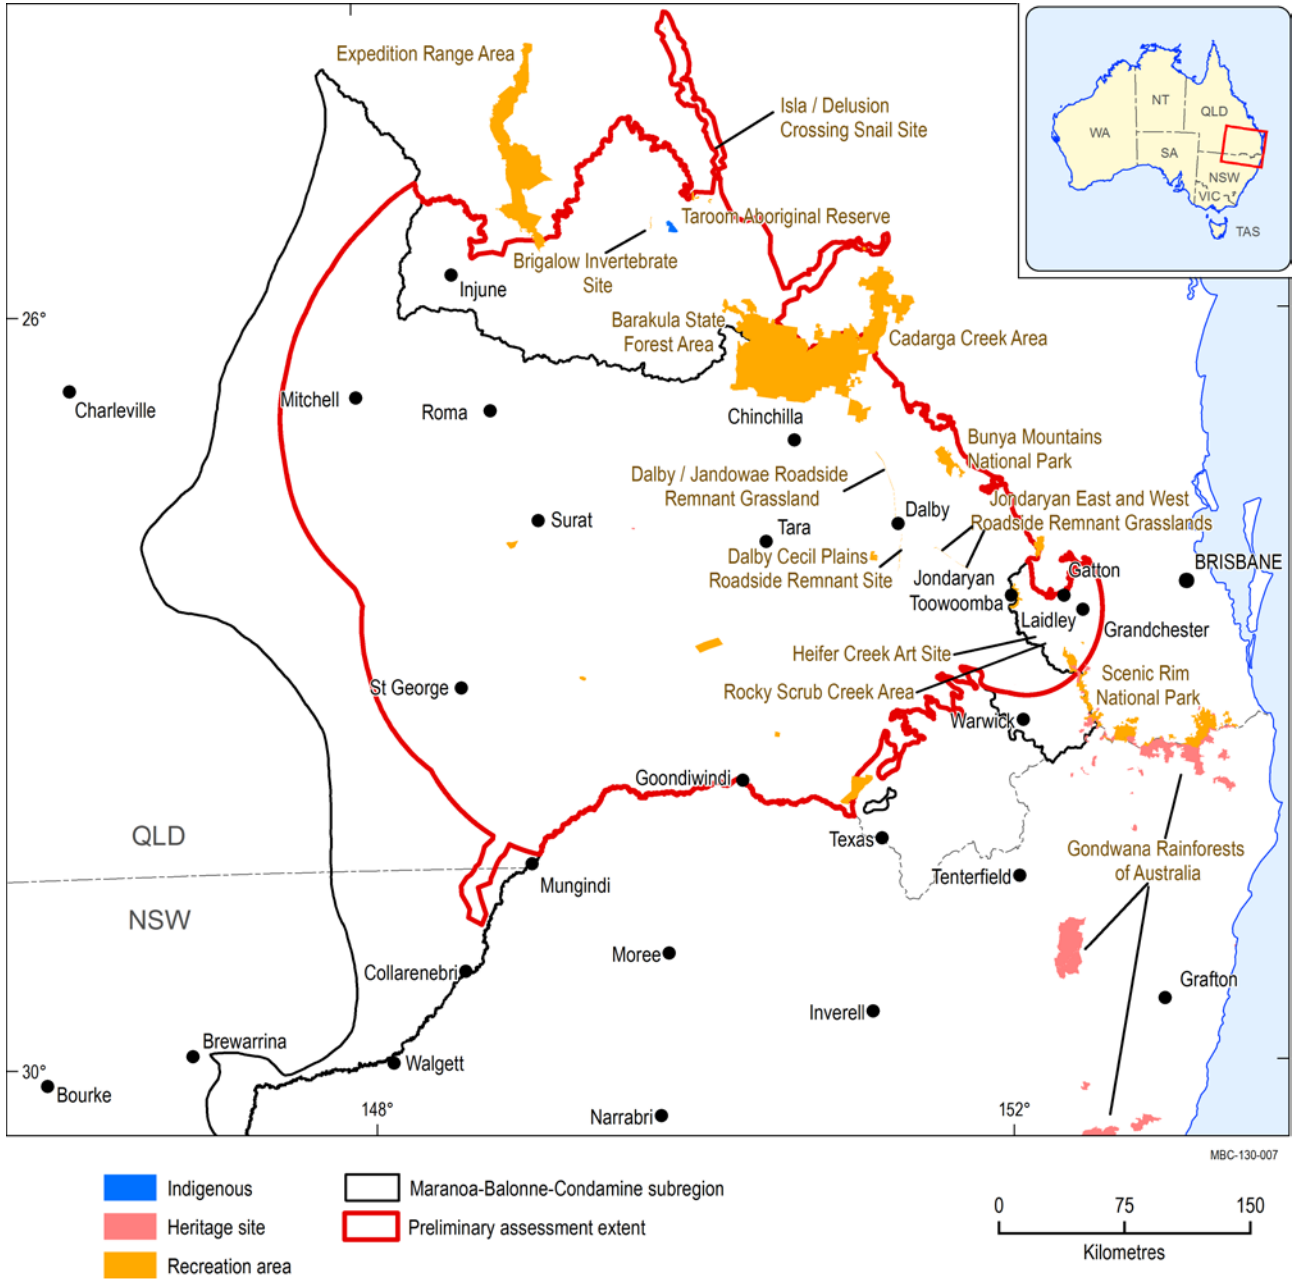 Expedition Range Area
Isla / Delusion
Crossing Snail Site
NT
QLD
WA
SA
NSW
VIC
TAS
Taroom Aboriginal Reserve
Brigalow Invertebrate
Site
Injune
26°
Barakula State
Forest Area
Cadarga Creek Area
Charleville
Mitchell
Roma
Chinchilla
Bunya Mountains
National Park
Dalby / Jandowae Roadside
Remnant Grassland
Jondaryan East and West
Roadside Remnant Grasslands
Surat
Tara
Dalby
Dalby Cecil Plains
Roadside Remnant Site
Jondaryan
Gatton
BRISBANE
Toowoomba
Laidley
Grandchester
Heifer Creek Art Site
Rocky Scrub Creek Area
Scenic Rim
National Park
St George
Warwick
Goondiwindi
QLD
Texas
Gondwana Rainforests
of Australia
Tenterfield
Mungindi
NSW
Moree
Collarenebri
Grafton
Inverell
Brewarrina
Walgett
30°
Bourke
148°
152°
Narrabri
MBC-130-007
Indigenous
Heritage site
Recreation area
Maranoa-Balonne-Condamine subregion
Preliminary assessment extent
0 75 150
Kilometres